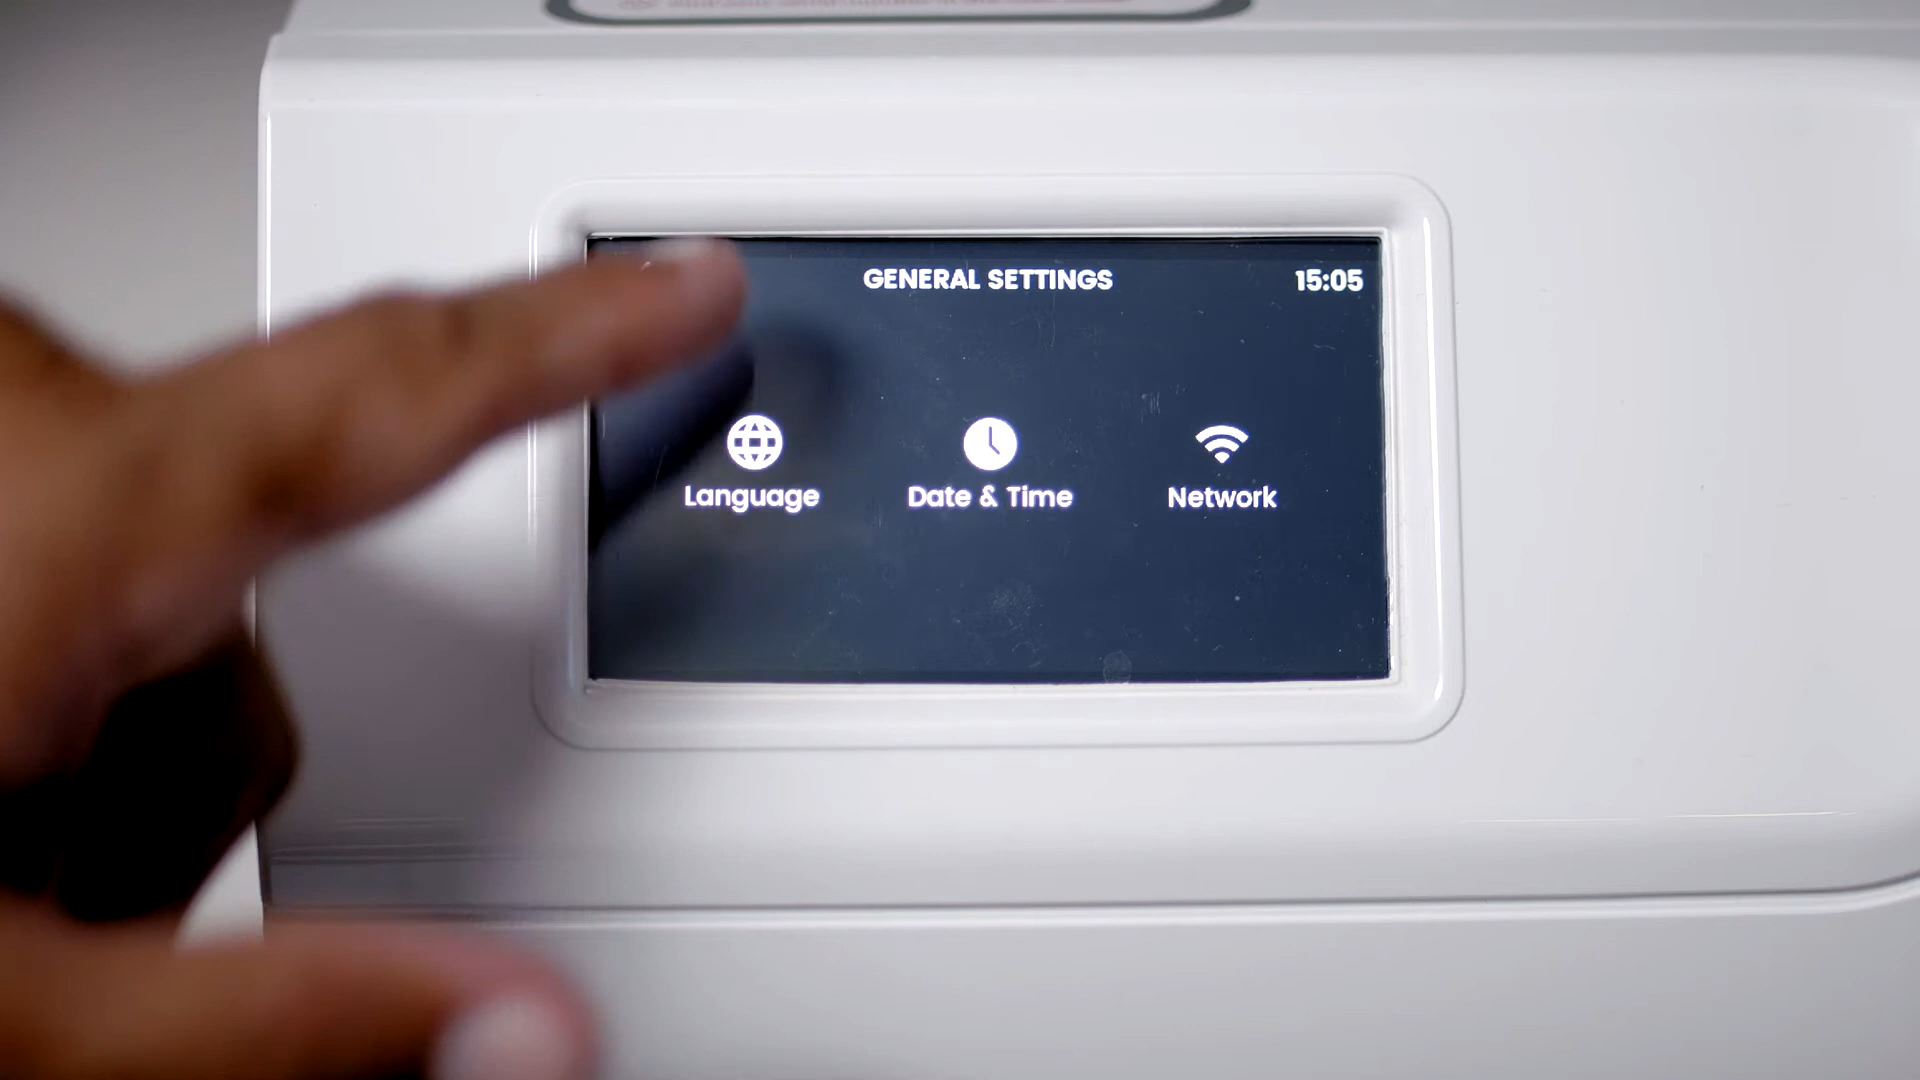 GENERAL SETTINGS
15:05
Language
Date & Time
Network